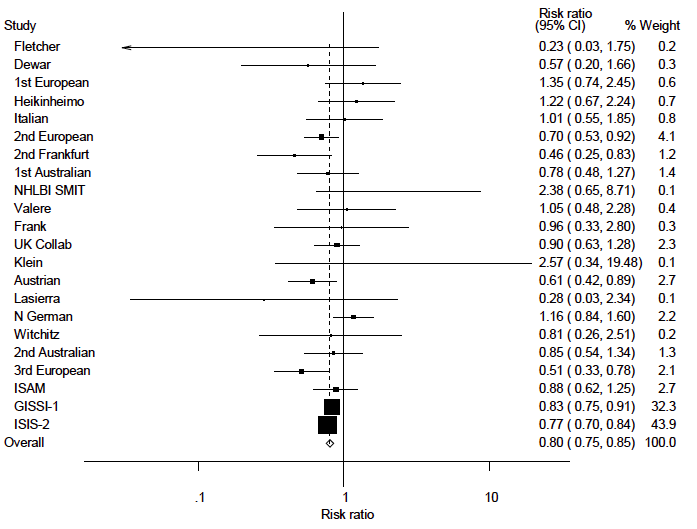 Risk ratio
Study (95% CI) % Weight
Fletcher 0.23 ( 0.03, 1.75) 0.2
Dewar 0.57 ( 0.20, 1.66) 0.3
1st European 1.35 ( 0.74, 2.45) 0.6
Heikinheimo 1.22 ( 0.67, 2.24) 0.7
Italian 1.01 ( 0.55, 1.85) 0.8
2nd European 0.70 ( 0.53, 0.92) 4.1
2nd Frankfurt 0.46 ( 0.25, 0.83) 1.2
1st Australian 0.78 ( 0.48, 1.27) 1.4
NHLBI SMIT 2.38 ( 0.65, 8.71) 0.1
Valere 1.05 ( 0.48, 2.28) 0.4
Frank 0.96 ( 0.33, 2.80) 0.3
UK Collab 0.90 ( 0.63, 1.28) 2.3
Klein 2.57 ( 0.34, 19.48) 0.1
Austrian 0.61 ( 0.42, 0.89) 2.7
Lasierra 0.28 ( 0.03, 2.34) 0.1
N German 1.16 ( 0.84, 1.60) 2.2
Witchitz 0.81 ( 0.26, 2.51) 0.2
2nd Australian 0.85 ( 0.54, 1.34) 1.3
3rd European 0.51 ( 0.33, 0.78) 2.1
ISAM 0.88 ( 0.62, 1.25) 2.7
GISSI-1 0.83 ( 0.75, 0.91) 32.3
ISIS-2 0.77 ( 0.70, 0.84) 43.9
Overall 0.80 ( 0.75, 0.85) 100.0
.1 1 10
Risk ratio